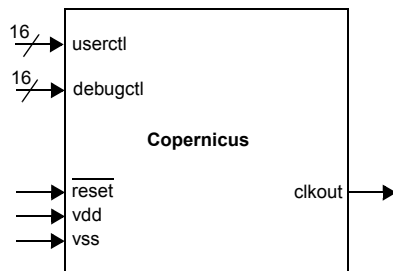 16
userctl
16
debugctl
Copernicus
reset
clkout
vdd
vss